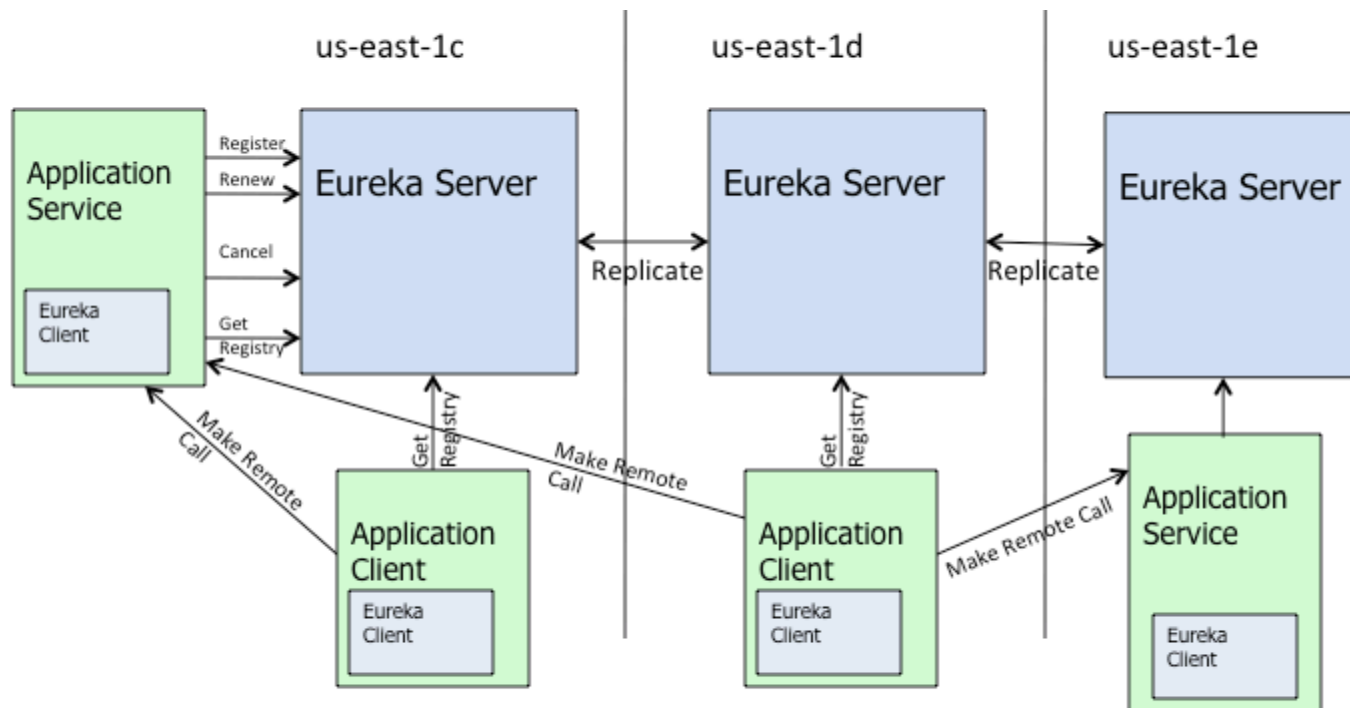 us-east-1c
us-east-1d
us-east-1e
Application
Service
Eureka
Client
Register
Renew
Cancel
Get
Registry
Eureka Server
Replicate
Eureka Server
Replicate
Eureka Server
Make Remote
Call
Get
Registry
Make Remote
Call
Get
Registry
Make Remote Call
Application
Client
Eureka
Client
Application
Client
Eureka
Client
Application
Service
Eureka
Client